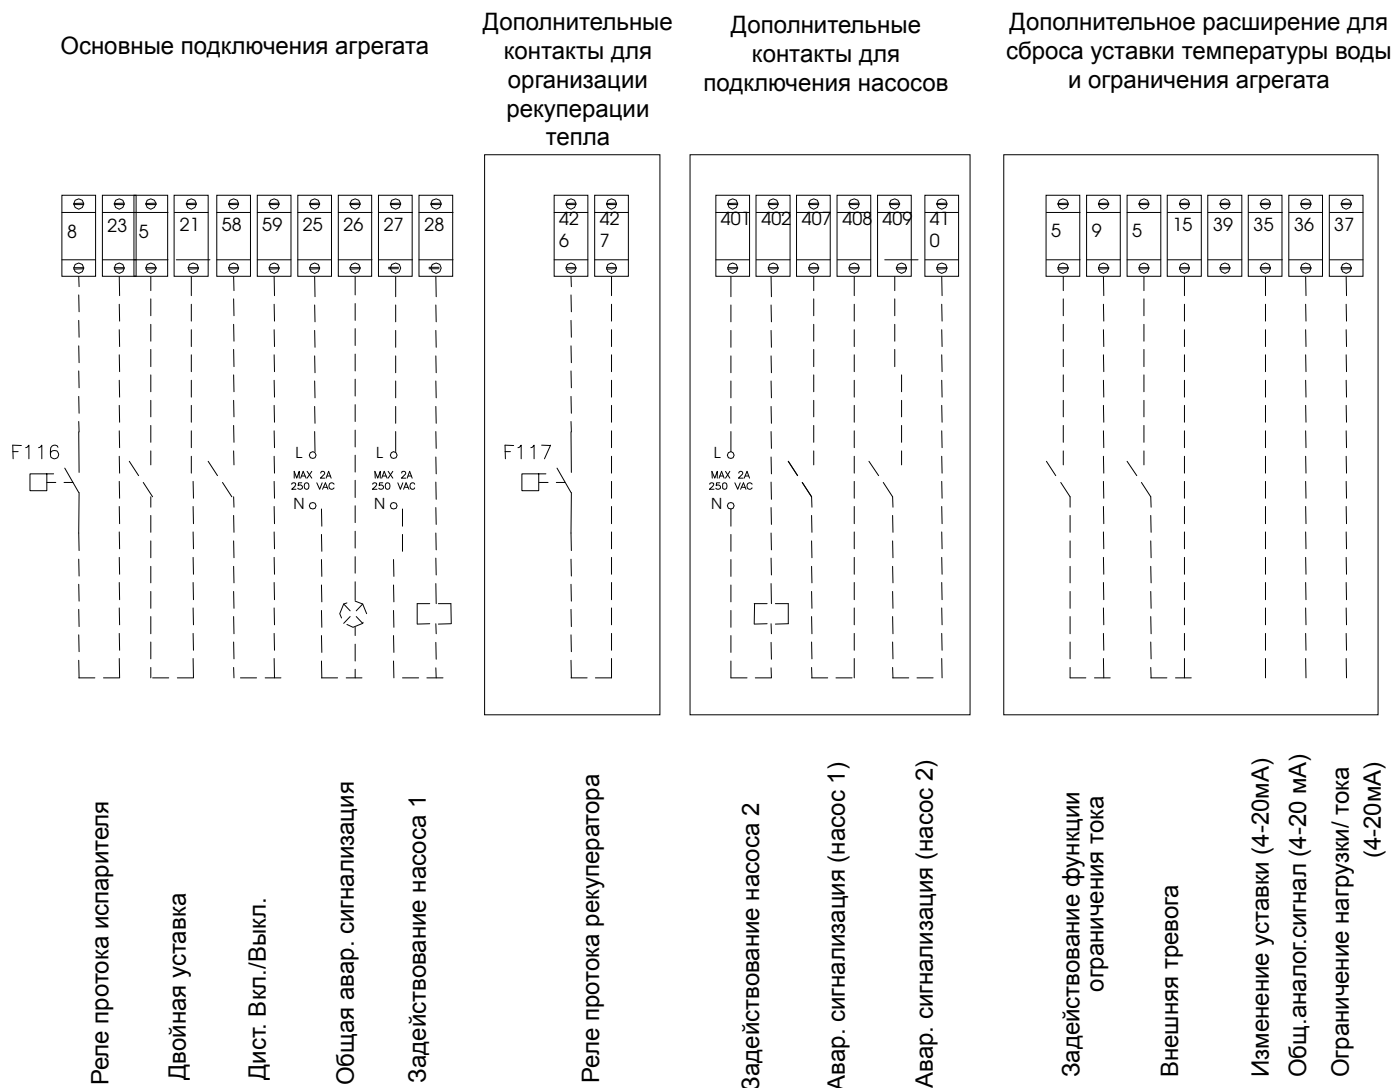 Основные подключения агрегата
Дополнительные
контакты для
организации
рекуперации
тепла
Дополнительные
контакты для
подключения насосов
Дополнительное расширение для
сброса уставки температуры воды
и ограничения агрегата
8 23 5 21 58 59 25 26 27 28
42 42
6 7
401 402 407 408 409 41
0
5 9 5 15 39 35 36 37
F116
L
MAX 2A
250 VAC
N
L
MAX 2A
250 VAC
N
F117
L
MAX 2A
250 VAC
N
Реле протока испарителя
Двойная уставка
Дист. Вкл./Выкл.
Общая авар. сигнализация
Задействование насоса 1
Реле протока рекуператора
Задействование насоса 2
Авар. сигнализация (насос 1)
Авар. сигнализация (насос 2)
Задействование функции
ограничения тока
Внешняя тревога
Изменение уставки (4-20мА)
Общ.аналог.сигнал (4-20 мА)
Ограничение нагрузки/ тока
(4-20мА)